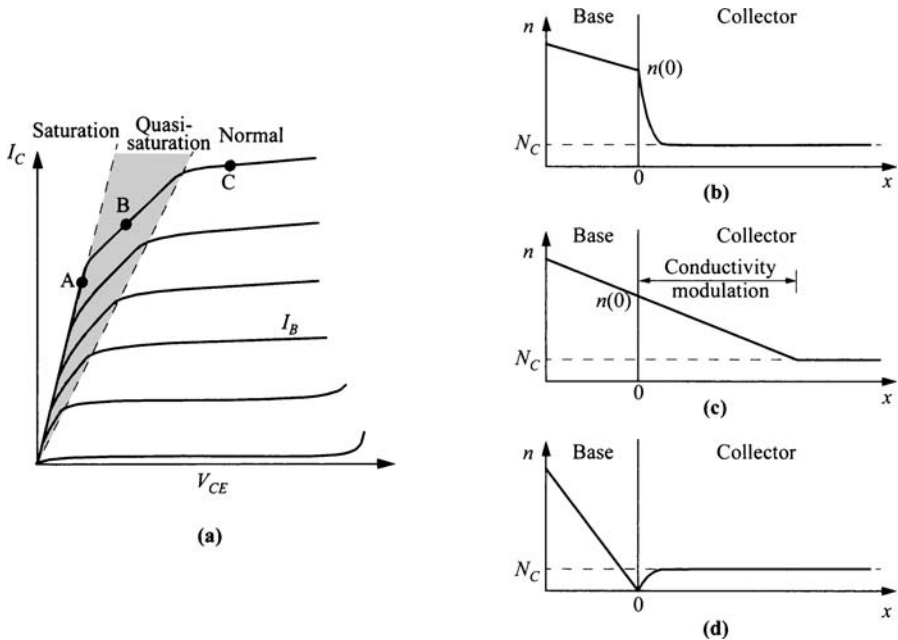 Saturation
Quasi-
saturation
Normal
I_C
C
B
A
I_B
V_CE
(a)
Base
Collector
n
n(0)
N_C
0
x
(b)
Base
Collector
n
Conductivity
modulation
n(0)
N_C
0
x
(c)
Base
Collector
n
N_C
0
x
(d)